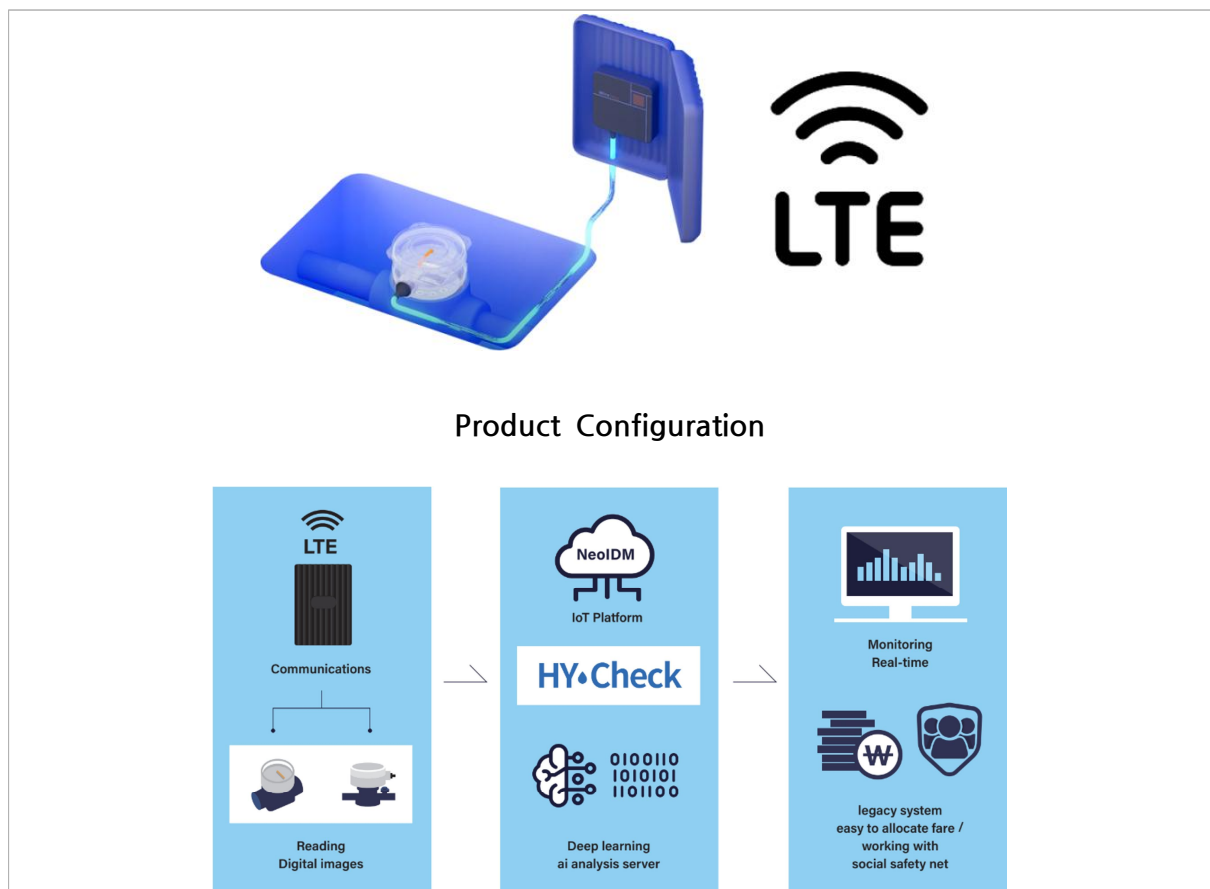 LTE
Product Configuration
LTE
Communications
Reading
Digital images
NeoIDM
IoT Platform
HY Check
0100110
1010101
1101100
Deep learning
ai analysis server
Monitoring
Real-time
₩
legacy system
easy to allocate fare /
working with
social safety net